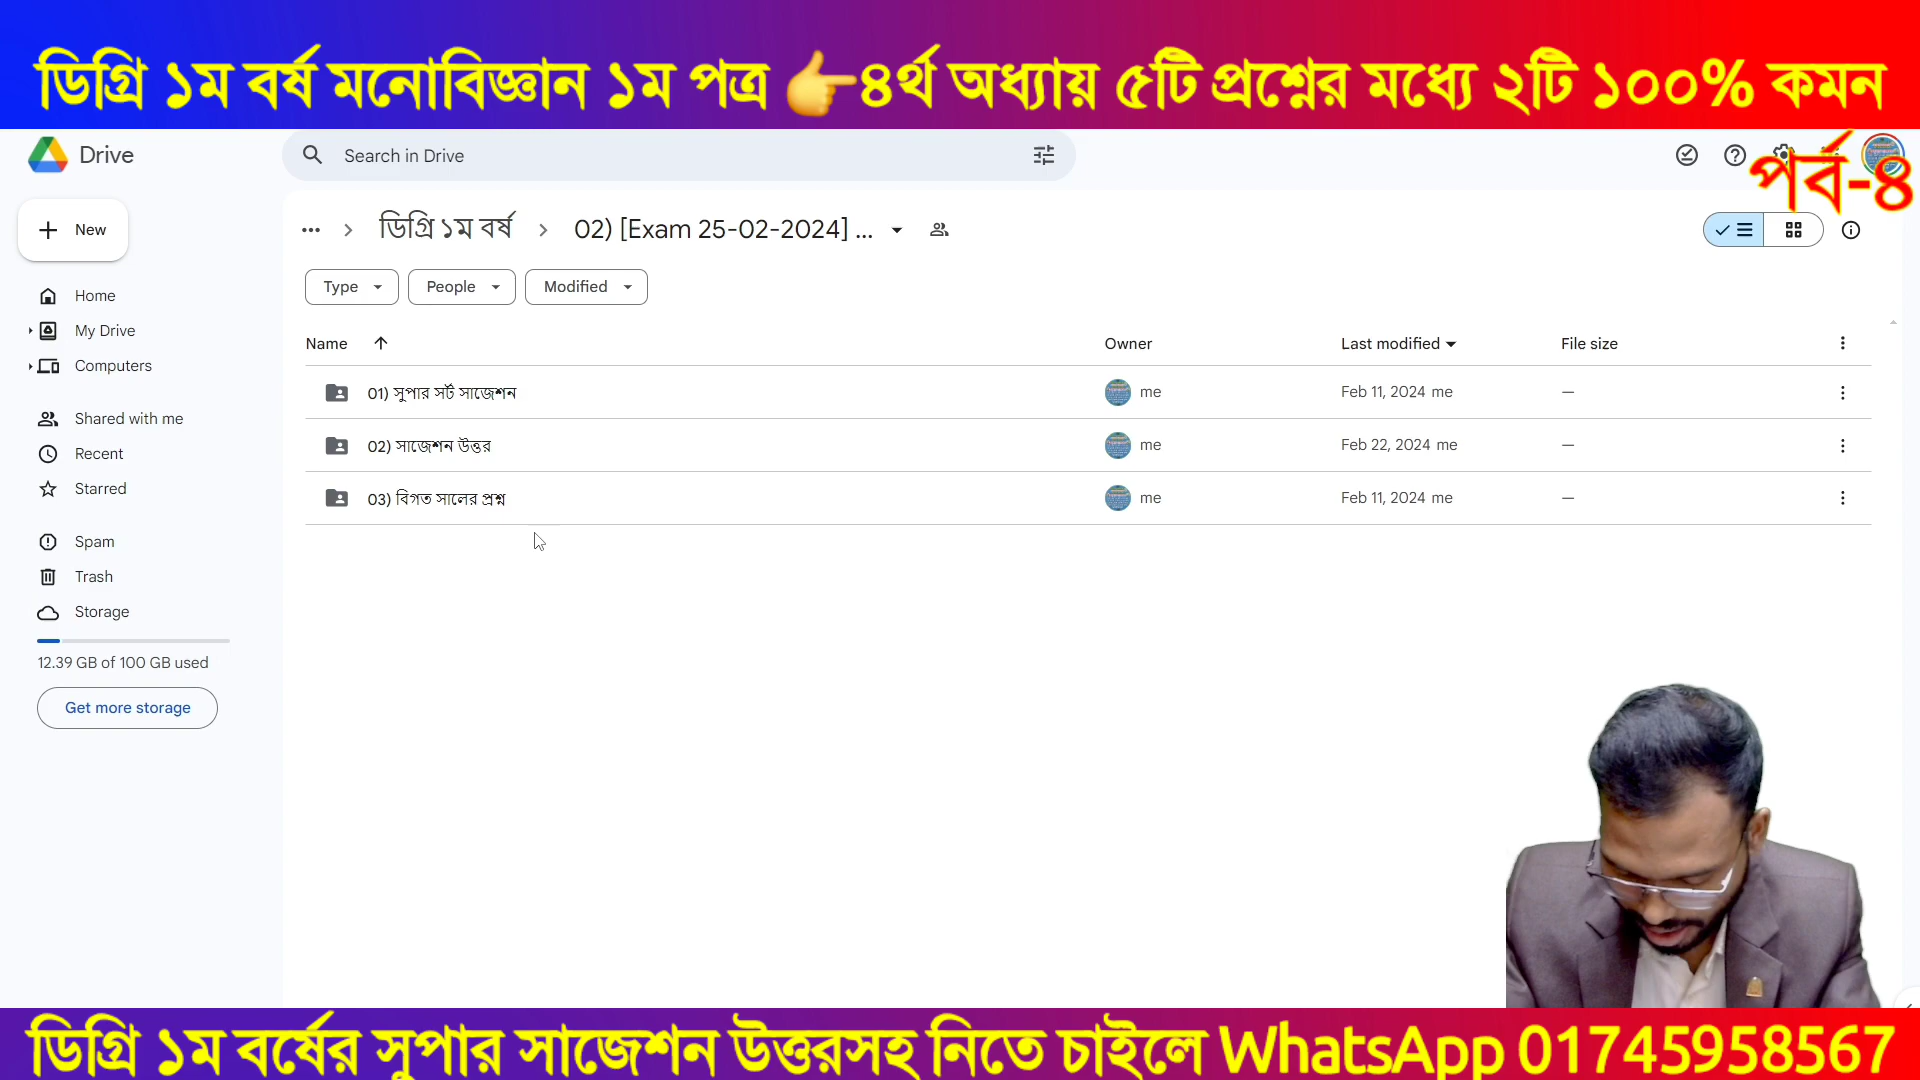 ডিগ্রি ১ম বর্ষ মনোবিজ্ঞান ১ম পত্র 👉৪র্থ অধ্যায় ৫টি প্রশ্নের মধ্যে ২টি ১০০% কমন
Drive
Search in Drive
পর্ব-৪
New
ডিগ্রি ১ম বর্ষ
02) [Exam 25-02-2024] ...
Type
People
Modified
Home
My Drive
Computers
Shared with me
Recent
Starred
Spam
Trash
Storage
12.39 GB of 100 GB used
Get more storage
Name Owner Last modified File size
01) সুপার সর্ট সাজেশন me Feb 11, 2024 me —
02) সাজেশন উত্তর me Feb 22, 2024 me —
03) বিগত সালের প্রশ্ন me Feb 11, 2024 me —
ডিগ্রি ১ম বর্ষের সুপার সাজেশন উত্তরসহ নিতে চাইলে WhatsApp 01745958567